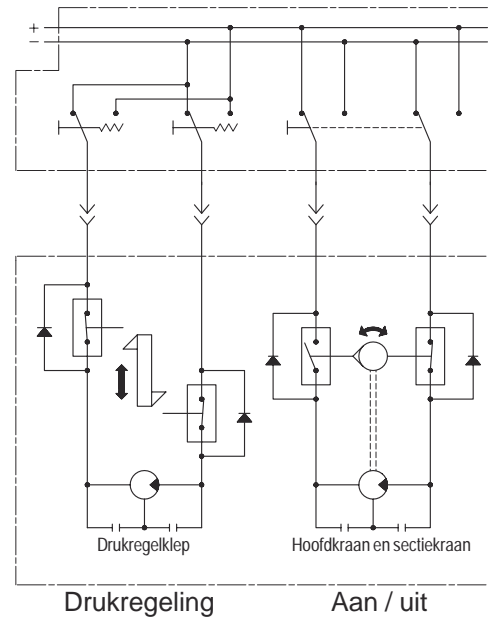 +
−
Drukregelklep
Hoofdkraan en sectiekraan
Drukregeling
Aan / uit